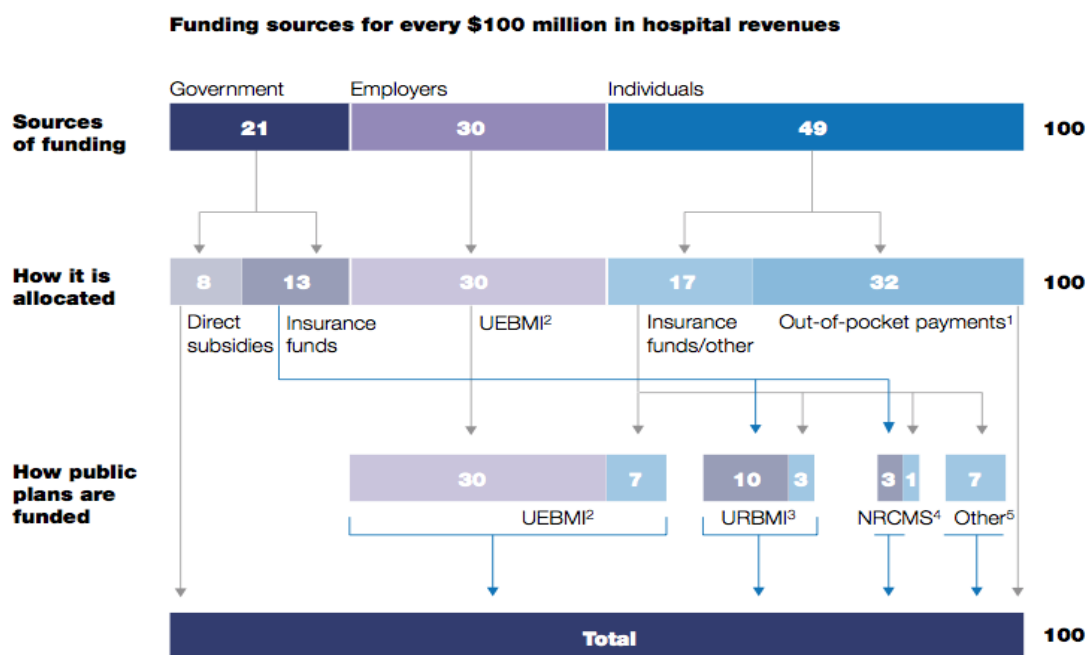 Funding sources for every $100 million in hospital revenues
Government Employers Individuals
Sources
of funding
21 30 49 100
How it is
allocated
8 13 30 17 32 100
Direct
subsidies
Insurance
funds
UEBMI²
Insurance
funds/other
Out-of-pocket payments¹
How public
plans are
funded
30 7 10 3 3 1 7
UEBMI² URBMI³ NRCMS⁴ Other⁵
Total 100